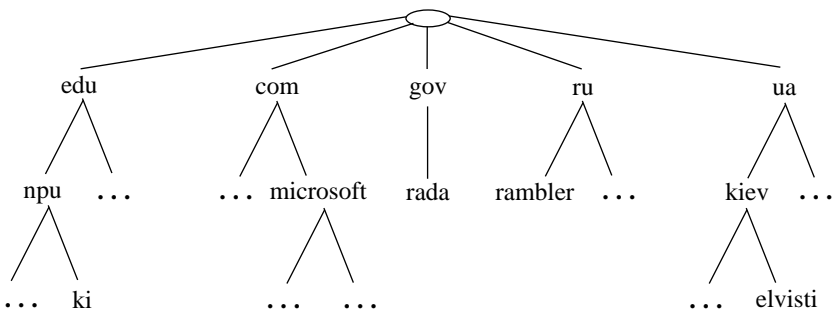 edu com gov ru ua
npu ... ... microsoft rada rambler ... kiev ...
... ki ... ... ... elvisti